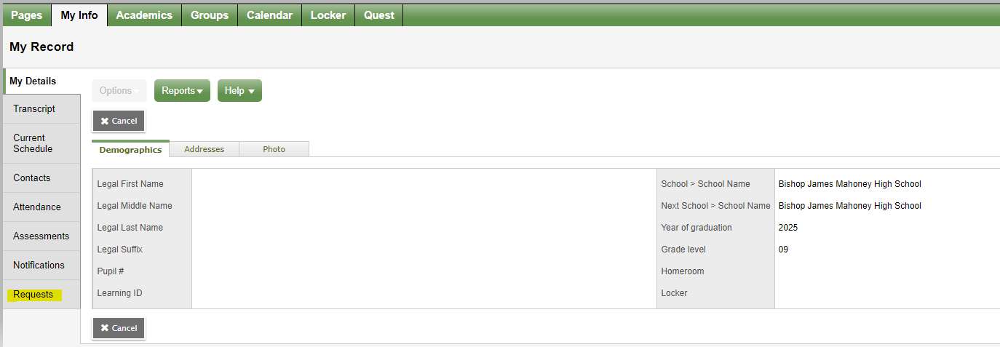 Pages My Info Academics Groups Calendar Locker Quest
My Record
My Details
Transcript
Current
Schedule
Contacts
Attendance
Assessments
Notifications
Requests
Options Reports Help
Cancel
Demographics Addresses Photo
Legal First Name
Legal Middle Name
Legal Last Name
Legal Suffix
Pupil #
Learning ID
School > School Name Bishop James Mahoney High School
Next School > School Name Bishop James Mahoney High School
Year of graduation 2025
Grade level 09
Homeroom
Locker
Cancel